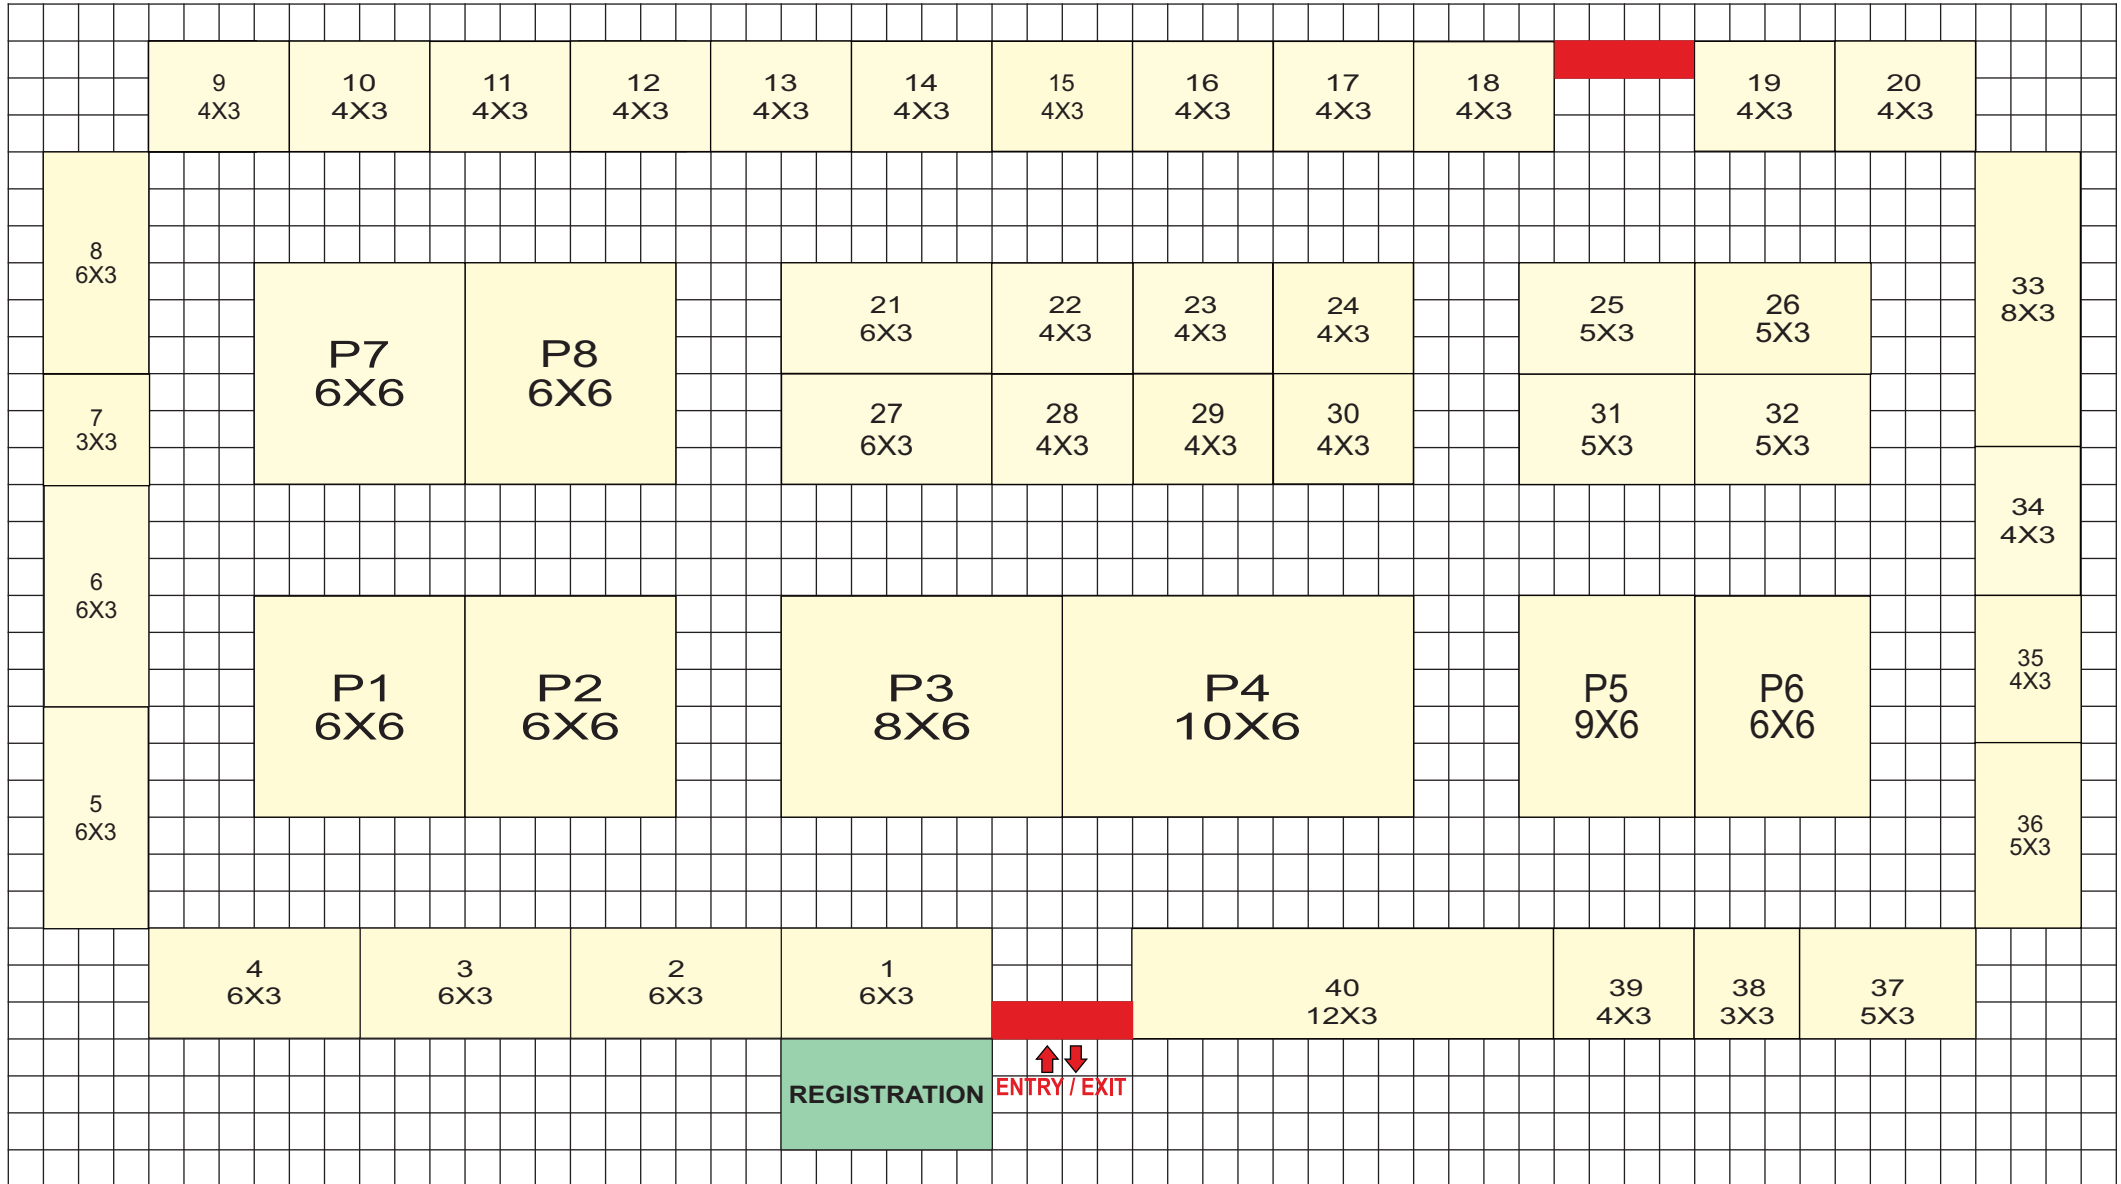 9
4X3
10
4X3
11
4X3
12
4X3
13
4X3
14
4X3
15
4X3
16
4X3
17
4X3
18
4X3
19
4X3
20
4X3
8
6X3
7
3X3
6
6X3
5
6X3
P7
6X6
P8
6X6
21
6X3
22
4X3
23
4X3
24
4X3
25
5X3
26
5X3
27
6X3
28
4X3
29
4X3
30
4X3
31
5X3
32
5X3
33
8X3
34
4X3
35
4X3
36
5X3
P1
6X6
P2
6X6
P3
8X6
P4
10X6
P5
9X6
P6
6X6
4
6X3
3
6X3
2
6X3
1
6X3
40
12X3
39
4X3
38
3X3
37
5X3
REGISTRATION
ENTRY / EXIT